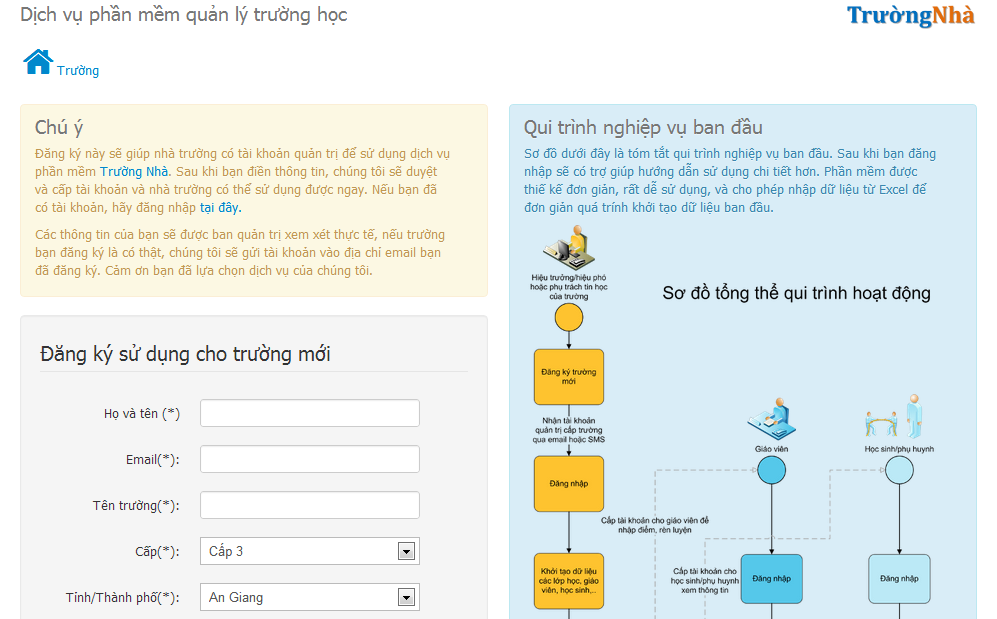 Dịch vụ phần mềm quản lý trường học
TrườngNhà
Trường
Chú ý
Đăng ký này sẽ giúp nhà trường có tài khoản quản trị để sử dụng dịch vụ
phần mềm Trường Nhà. Sau khi bạn điền thông tin, chúng tôi sẽ duyệt
và cấp tài khoản và nhà trường có thể sử dụng được ngay. Nếu bạn đã
có tài khoản, hãy đăng nhập tại đây.
Các thông tin của bạn sẽ được ban quản trị xem xét thực tế, nếu trường
bạn đăng ký là có thật, chúng tôi sẽ gửi tài khoản vào địa chỉ email bạn
đã đăng ký. Cảm ơn bạn đã lựa chọn dịch vụ của chúng tôi.
Đăng ký sử dụng cho trường mới
Họ và tên (*)
Email(*):
Tên trường(*):
Cấp(*):
Cấp 3
Tỉnh/Thành phố(*):
An Giang
Qui trình nghiệp vụ ban đầu
Sơ đồ dưới đây là tóm tắt qui trình nghiệp vụ ban đầu. Sau khi bạn đăng
nhập sẽ có trợ giúp hướng dẫn sử dụng chi tiết hơn. Phần mềm được
thiế kế đơn giản, rất dễ sử dụng, và cho phép nhập dữ liệu từ Excel để
đơn giản quá trính khởi tạo dữ liệu ban đầu.
Hiệu trưởng/hiệu phó
hoặc phụ trách tin học
của trường
Sơ đồ tổng thể qui trình hoạt động
Đăng ký trường
mới
Nhận tài khoản
quản trị cấp trường
qua email hoặc SMS
Giáo viên
Học sinh/phụ huynh
Đăng nhập
Cấp tài khoản cho giáo viên để
nhập điểm, rèn luyện
Khởi tạo dữ liệu
các lớp học, giáo
viên, học sinh,..
Cấp tài khoản cho
học sinh/phụ huynh
xem thông tin
Đăng nhập
Đăng nhập